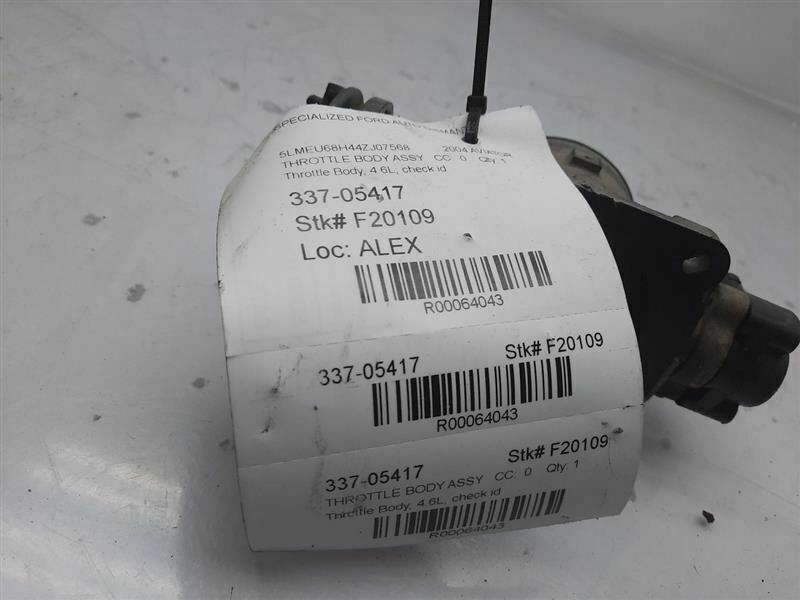 SPECIALIZED FORD AUTO
5LMEU68H44ZJ07568 2004 AVIATOR
THROTTLE BODY ASSY CC: 0 Qty. 1
Throttle Body, 4.6L, check id
337-05417
Stk# F20109
Loc: ALEX
R00064043
337-05417 Stk# F20109
R00064043
337-05417 Stk# F20109
THROTTLE BODY ASSY CC: 0 Qty. 1
Throttle Body, 4.6L, check id
R00064043